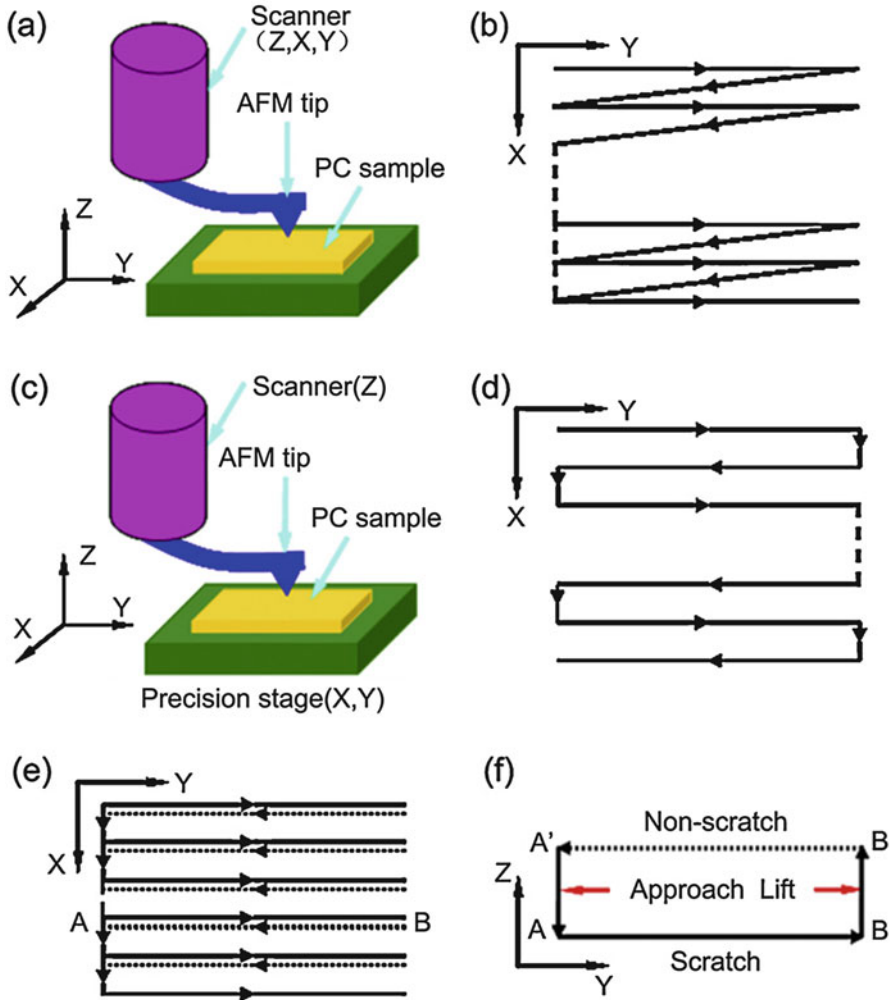 (a)
Scanner
(Z,X,Y)
AFM tip
PC sample
Z
Y
X
(b)
Y
X
(c)
Scanner(Z)
AFM tip
PC sample
Z
Y
X
Precision stage(X,Y)
(d)
Y
X
(e)
Y
X
A
B
(f)
Non-scratch
A'
B
Z
Approach Lift
A
B
Scratch
Y